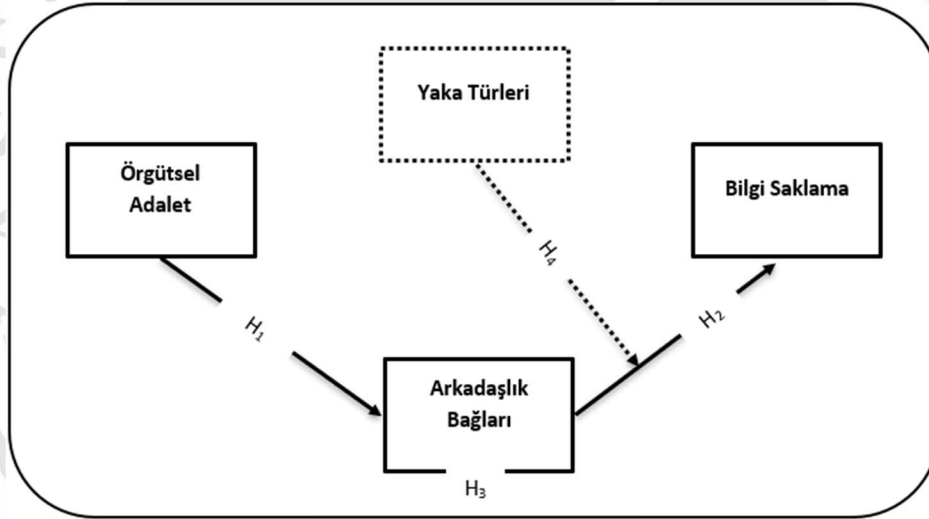 Yaka Türleri
Örgütsel
Adalet
Bilgi Saklama
H₄
H₁
H₂
Arkadaşlık
Bağları
H₃